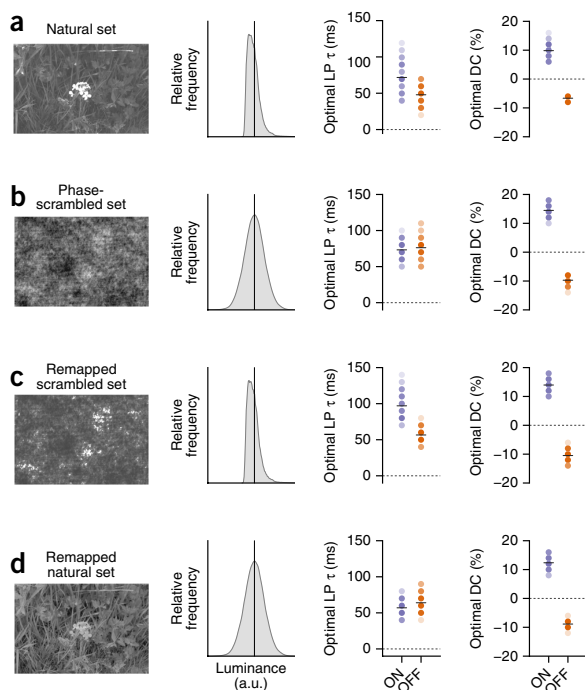 a
Natural set
Relative
frequency
Optimal LP τ (ms)
150
100
50
0
Optimal DC (%)
20
10
0
−10
−20
b
Phase-
scrambled set
Relative
frequency
Optimal LP τ (ms)
150
100
50
0
Optimal DC (%)
20
10
0
−10
−20
c
Remapped
scrambled set
Relative
frequency
Optimal LP τ (ms)
150
100
50
0
Optimal DC (%)
20
10
0
−10
−20
d
Remapped
natural set
Relative
frequency
Luminance
(a.u.)
Optimal LP τ (ms)
150
100
50
0
ON
OFF
Optimal DC (%)
20
10
0
−10
−20
ON
OFF